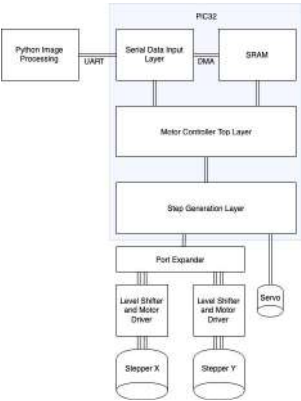 PIC32
Python Image
Processing
UART
Serial Data Input
Layer
DMA
SRAM
Motor Controller Top Layer
Step Generation Layer
Port Expander
Level Shifter
and Motor
Driver
Level Shifter
and Motor
Driver
Servo
Stepper X
Stepper Y